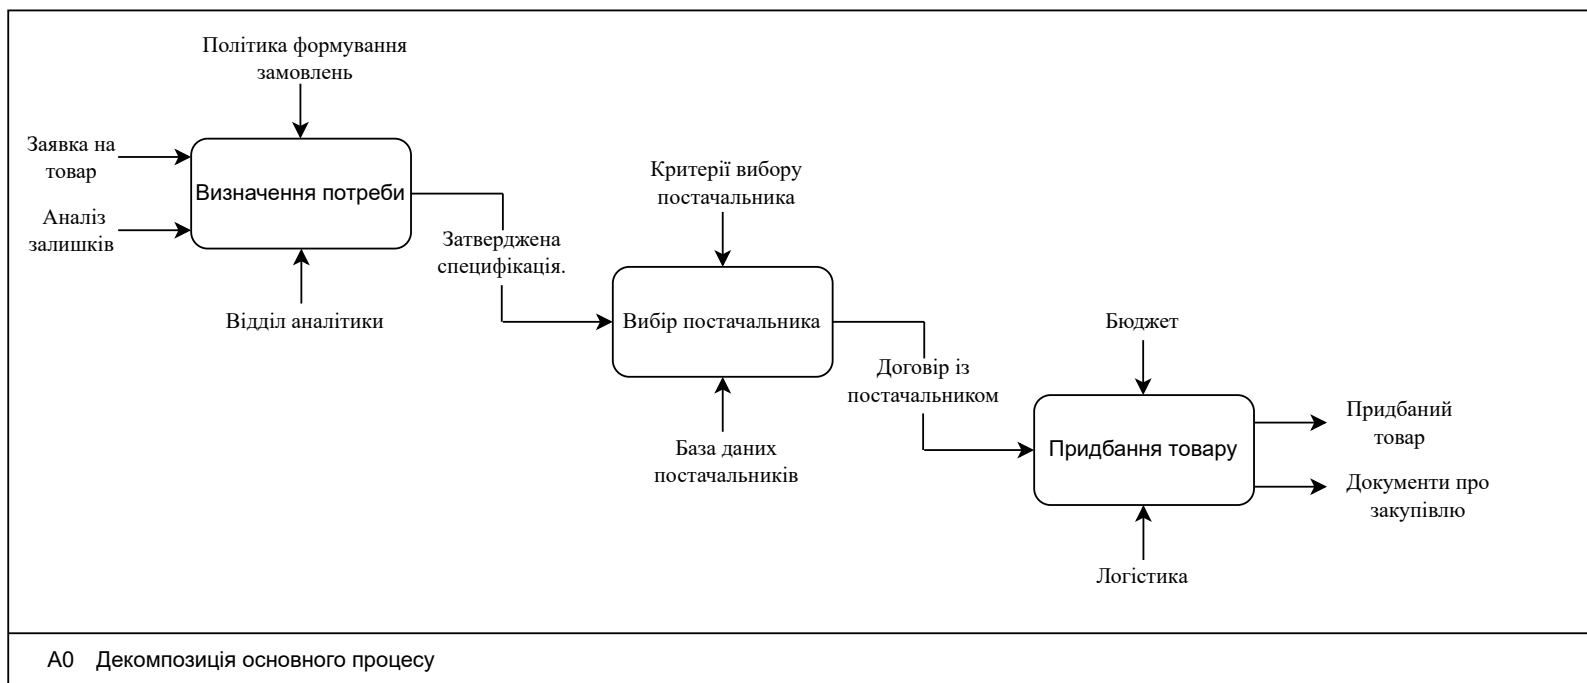 Політика формування
замовлень
Заявка на
товар
Аналіз
залишків
Визначення потреби
Відділ аналітики
Затверджена
специфікація.
Критерії вибору
постачальника
Вибір постачальника
База даних
постачальників
Договір із
постачальником
Бюджет
Придбання товару
Логістика
Придбаний
товар
Документи про
закупівлю
A0 Декомпозиція основного процесу